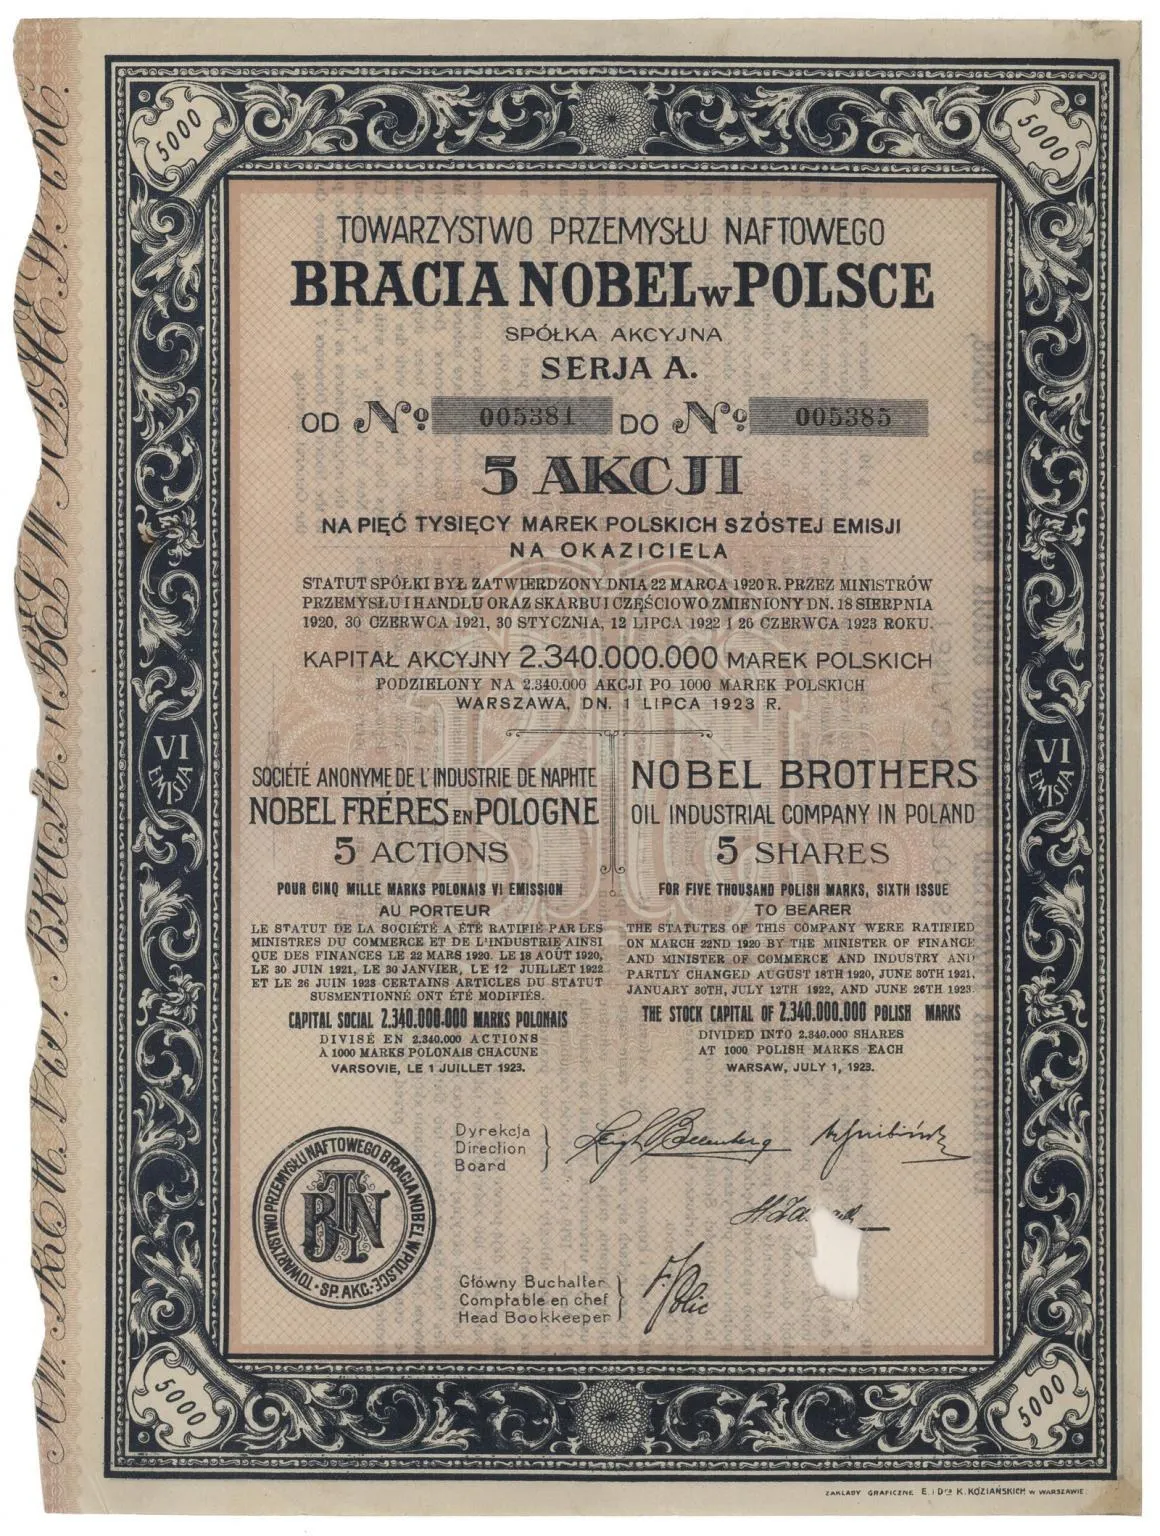 5000
5000
TOWARZYSTWO PRZEMYSŁU NAFTOWEGO
BRACIA NOBEL w POLSCE
SPÓŁKA AKCYJNA
SERJA A.
OD Nº 005381 DO Nº 005385
5 AKCJI
NA PIĘĆ TYSIĘCY MAREK POLSKICH SZÓSTEJ EMISJI
NA OKAZICIELA
STATUT SPÓŁKI BYŁ ZATWIERDZONY DNIA 22 MARCA 1920 R. PRZEZ MINISTRÓW
PRZEMYSŁU I HANDLU ORAZ SKARBU I CZĘŚCIOWO ZMIENIONY DN. 18 SIERPNIA
1920, 30 CZERWCA 1921, 30 STYCZNIA, 12 LIPCA 1922 I 26 CZERWCA 1923 ROKU.
KAPITAŁ AKCYJNY 2.340.000.000 MAREK POLSKICH
PODZIELONY NA 2.340.000 AKCJI PO 1000 MAREK POLSKICH
WARSZAWA, DN. 1 LIPCA 1923 R.
VI EMISJA
VI EMISJA
SOCIÉTÉ ANONYME DE L'INDUSTRIE DE NAPHTE
NOBEL FRÉRES EN POLOGNE
5 ACTIONS
POUR CINQ MILLE MARKS POLONAIS VI EMISSION
AU PORTEUR
LE STATUT DE LA SOCIÉTÉ A ÉTÉ RATIFIÉ PAR LES
MINISTRES DU COMMERCE ET DE L'INDUSTRIE AINSI
QUE DES FINANCES LE 22 MARS 1920. LE 18 AOÛT 1920,
LE 30 JUIN 1921, LE 30 JANVIER, LE 12 JUILLET 1922
ET LE 26 JUIN 1923 CERTAINS ARTICLES DU STATUT
SUSMENTIONNÉ ONT ÉTÉ MODIFIÉS.
CAPITAL SOCIAL 2.340.000.000 MARKS POLONAIS
DIVISÉ EN 2.340.000 ACTIONS
À 1000 MARKS POLONAIS CHACUNE
VARSOVIE, LE 1 JUILLET 1923.
NOBEL BROTHERS
OIL INDUSTRIAL COMPANY IN POLAND
5 SHARES
FOR FIVE THOUSAND POLISH MARKS, SIXTH ISSUE
TO BEARER
THE STATUTES OF THIS COMPANY WERE RATIFIED
ON MARCH 22ND 1920 BY THE MINISTER OF FINANCE
AND MINISTER OF COMMERCE AND INDUSTRY AND
PARTLY CHANGED AUGUST 18TH 1920, JUNE 30TH 1921,
JANUARY 30TH, JULY 12TH 1922, AND JUNE 26TH 1923.
THE STOCK CAPITAL OF 2.340.000.000 POLISH MARKS
DIVIDED INTO 2.340.000 SHARES
AT 1000 POLISH MARKS EACH
WARSAW, JULY 1, 1923.
TOWARZYSTWO PRZEMYSŁU NAFTOWEGO BRACIA NOBEL W POLSCE
SP. AKC.
BTN
Dyrekcja
Direction
Board
Główny Buchalter
Comptable en chef
Head Bookkeeper
5000
5000
ZAKŁADY GRAFICZNE E. i Dra K. KOZIAŃSKICH w WARSZAWIE.